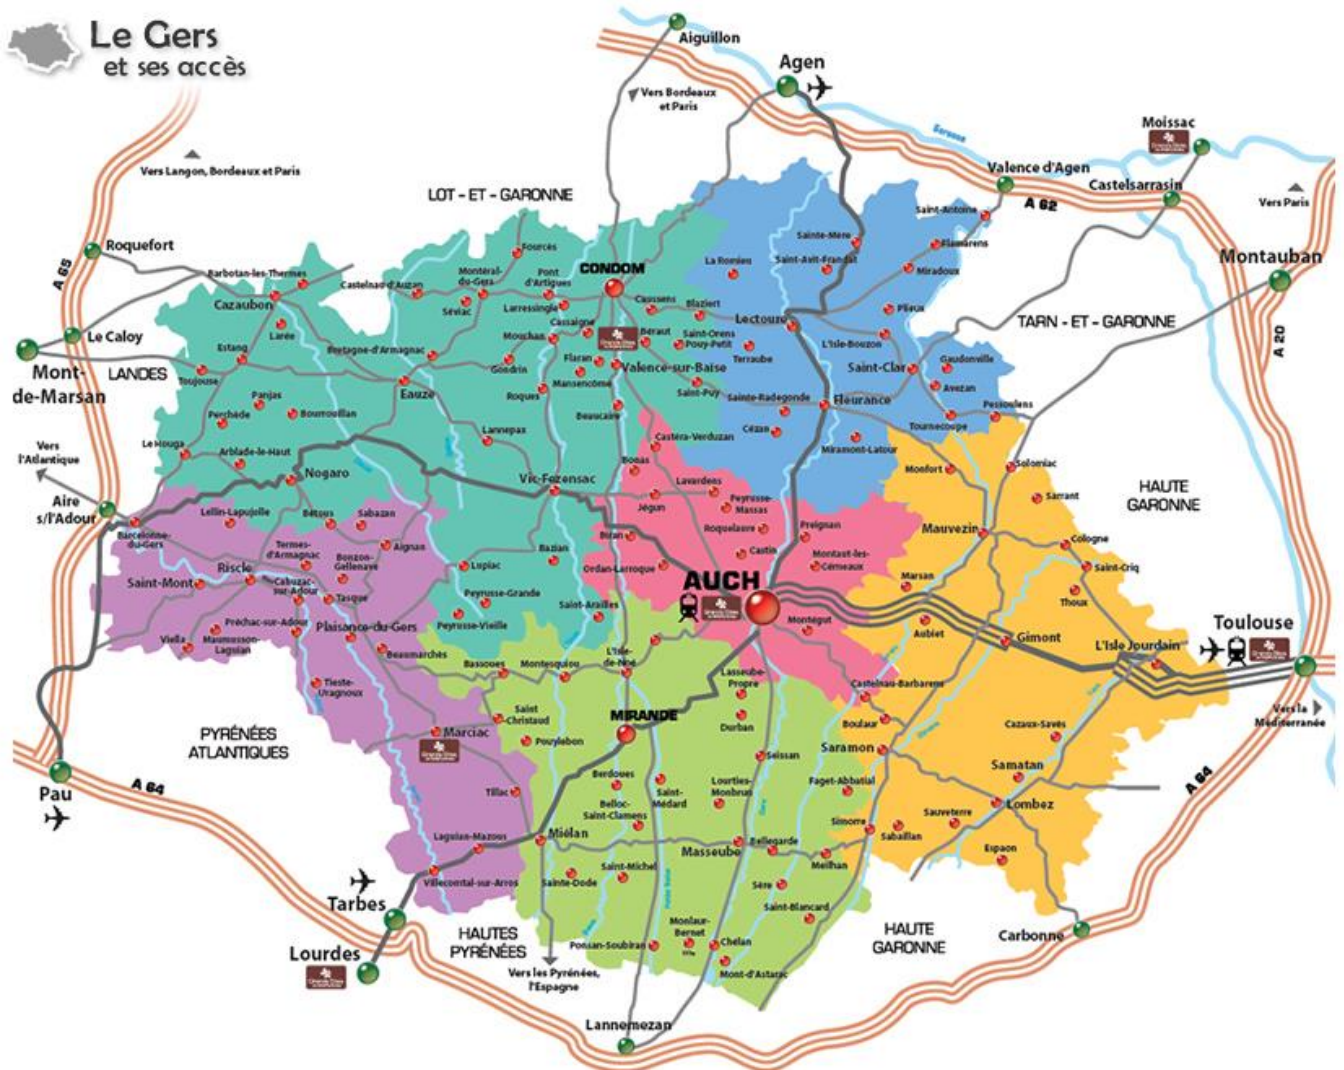 Le Gers
et ses accès
Aiguillon
Agen
Vers Bordeaux
et Paris
Moissac
Garonne
Valence d'Agen
Castelsarrasin
A 62
Vers Paris
Vers Langon, Bordeaux et Paris
LOT - ET - GARONNE
Roquefort
A 65
Montauban
Saint-Antoine
Sainte-Mère
Flamarens
Saint-Avit-Frandat
Miradoux
La Romieu
Fourcès
CONDOM
Barbotan-les-Thermes
Castelnau d'Auzan
Montéral-
du-Gers
Pont
d'Artigues
Cazaubon
Séviac
Larressingle
Caussens
Blaziert
Plieux
Lectoure
TARN - ET - GARONNE
A 20
Le Caloy
Larée
Cassaigne
Mouchan
Béraut
Saint-Orens
Pouy-Petit
L'Isle-Bouzon
Terraube
Estang
Bretagne-d'Armagnac
Flaran
Gondrin
Valence-sur-Baïse
Mansencôme
Saint-Clar
Gaudonville
Mont-
de-Marsan
LANDES
Toujouse
Eauze
Roques
Saint-Puy
Avezan
Panjas
Bourrouillan
Perchède
Beaucaire
Sainte-Radegonde
Fleurance
Pessoulens
Tournecoupe
Cézan
Miramont-Latour
Castéra-Verduzan
Lannepax
Le Houga
Arblade-le-Haut
Vers
l'Atlantique
Bonas
Monfort
Solomiac
Nogaro
Vic-Fezensac
Lavardens
HAUTE
GARONNE
Sarrant
Aire
s/l'Adour
Lelin-Lapujolle
Bétous
Sabazan
Jégun
Peyrusse-
Massas
Roquelaure
Preignan
Mauvezin
Barcelonne-
du-Gers
Aignan
Biran
Castin
Montaut-les-
Créneaux
Cologne
Termes-
d'Armagnac
Bouzon-
Gellenave
Bazian
Ordan-Larroque
Saint-Criq
Riscle
Saint-Mont
Lupiac
AUCH
Marsan
Thoux
Cahuzac-
sur-Adour
Tasque
Peyrusse-Grande
Saint-Arailles
Peyrusse-Vieille
Préchac-sur-Adour
Plaisance-du-Gers
Montégut
Aubiet
Gimont
Toulouse
Viella
Maumusson-
Laguian
Beaumarchés
Bassoues
Montesquiou
L'Isle-
de-Noé
L'Isle Jourdain
Lasseube-
Propre
Castelnau-Barbarens
Tieste-
Uragnoux
Saint
Christaud
MIRANDE
Durban
Boulaur
Cazaux-Savès
Vers la
Méditerranée
PYRÉNÉES
ATLANTIQUES
Marciac
Pouylebon
Seissan
Saramon
Samatan
Pau
A 64
Berdoues
Saint-
Médard
Lourties-
Monbrun
Faget-Abbatial
A 64
Tillac
Belloc-
Saint-Clamens
Simorre
Sauveterre
Lombez
Sabaillan
Laguian-Mazous
Miélan
Masseube
Bellegarde
Meilhan
Espaon
Saint-Michel
Villecomtal-sur-Arros
Sainte-Dode
Sère
Saint-Blancard
Tarbes
HAUTES
PYRÉNÉES
Monlaur-
Bernet
HAUTE
GARONNE
Carbonne
Lourdes
Ponsan-Soubiran
Chelan
Mont-d'Astarac
Vers les Pyrénées,
l'Espagne
Lannemezan